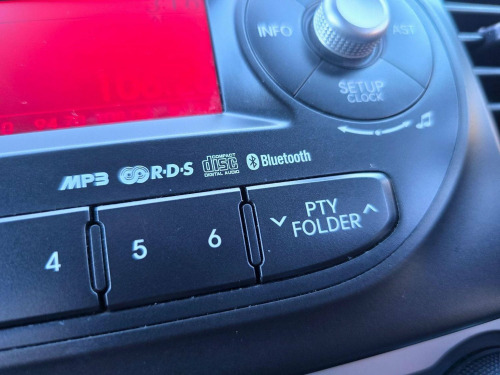 INFO
AST
SETUP
CLOCK
MP3 R·D·S COMPACT disc DIGITAL AUDIO Bluetooth
4 5 6 PTY
FOLDER